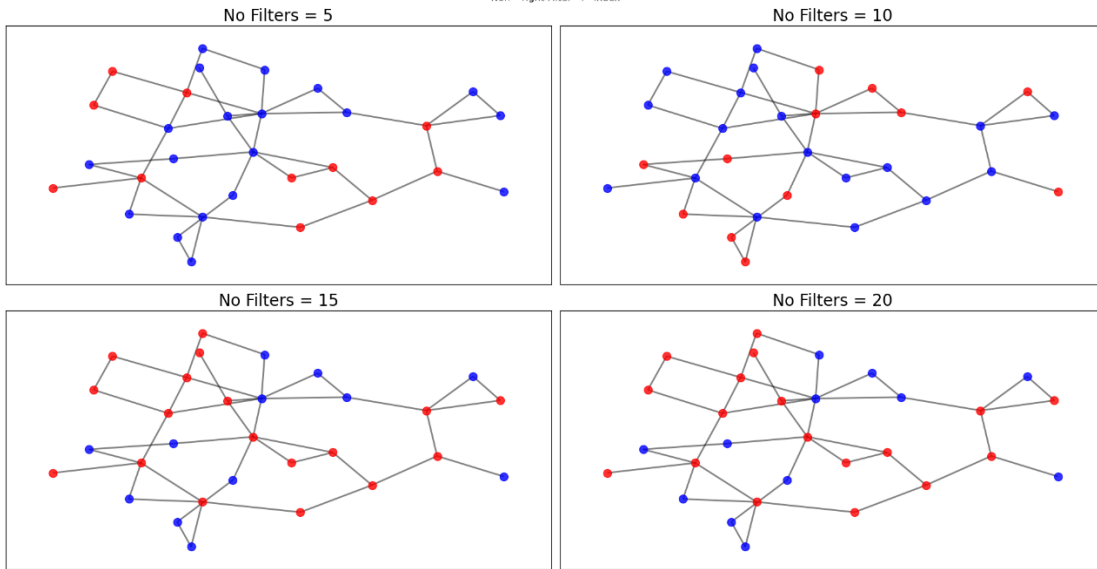 No Filters = 5
No Filters = 10
No Filters = 15
No Filters = 20